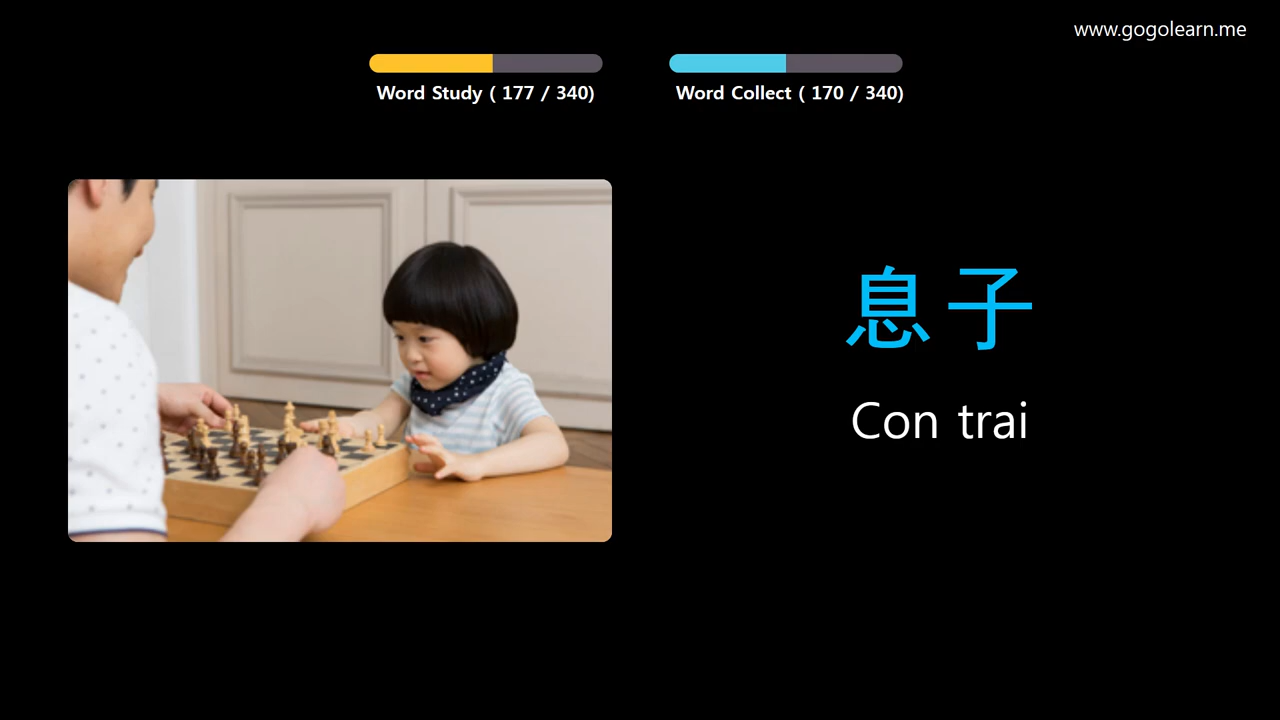 www.gogolearn.me
Word Study ( 177 / 340)
Word Collect ( 170 / 340)
息子
Con trai